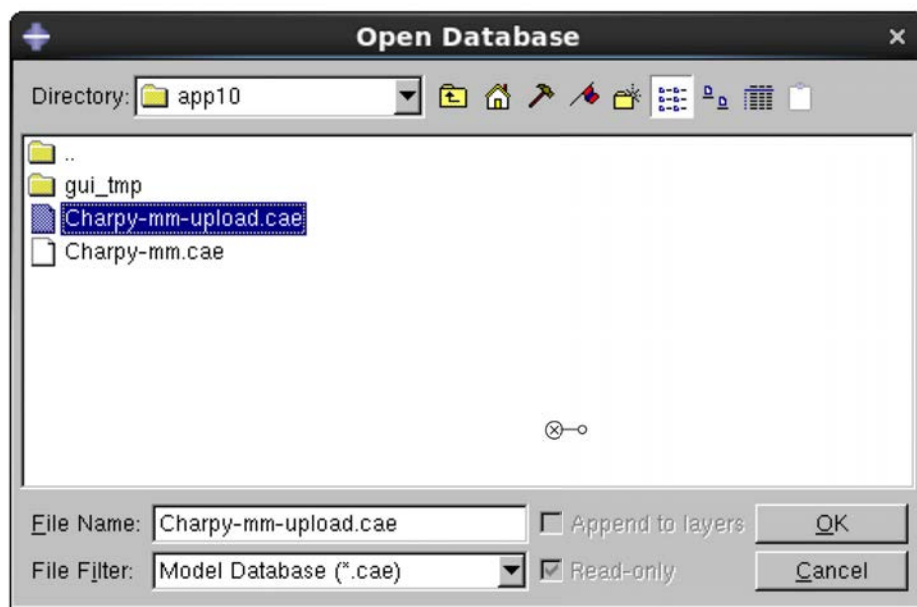 Open Database
Directory: app10
..
gui_tmp
Charpy-mm-upload.cae
Charpy-mm.cae
File Name: Charpy-mm-upload.cae Append to layers OK
File Filter: Model Database (*.cae) Read-only Cancel